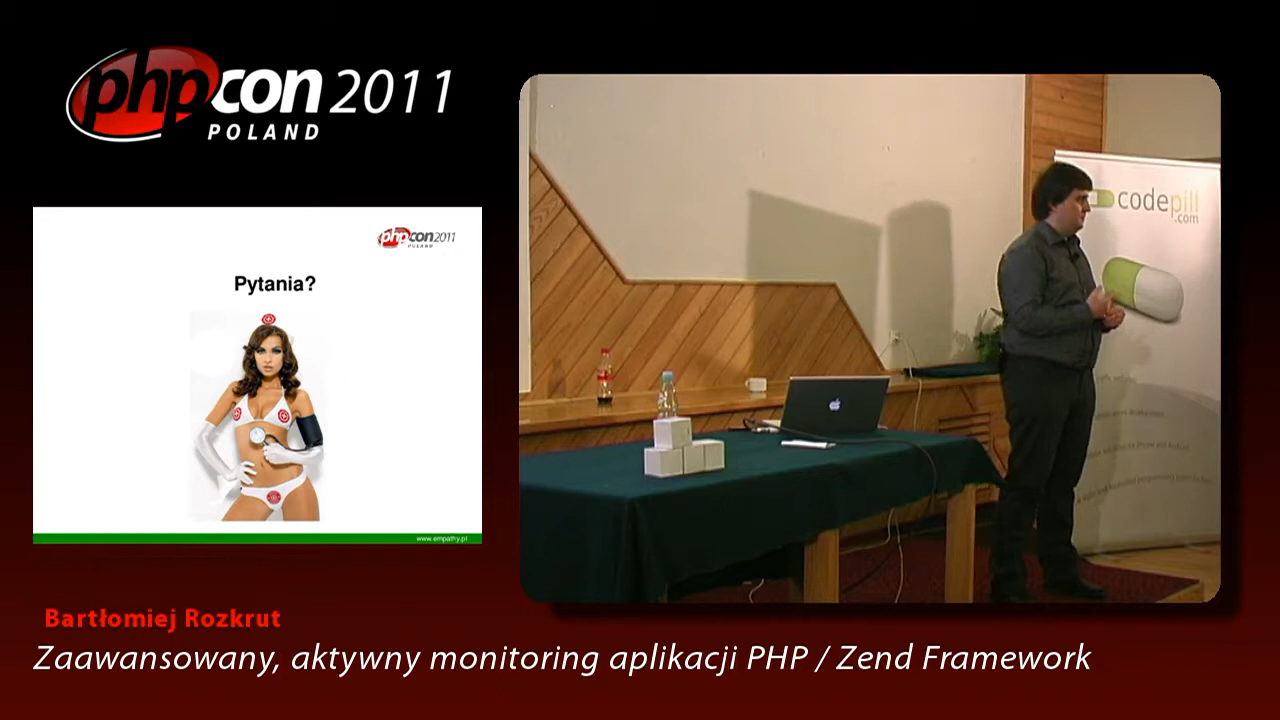 phpcon 2011
POLAND
phpcon 2011
POLAND
Pytania?
www.empathy.pl
codepill
.com
Bartłomiej Rozkrut
Zaawansowany, aktywny monitoring aplikacji PHP / Zend Framework